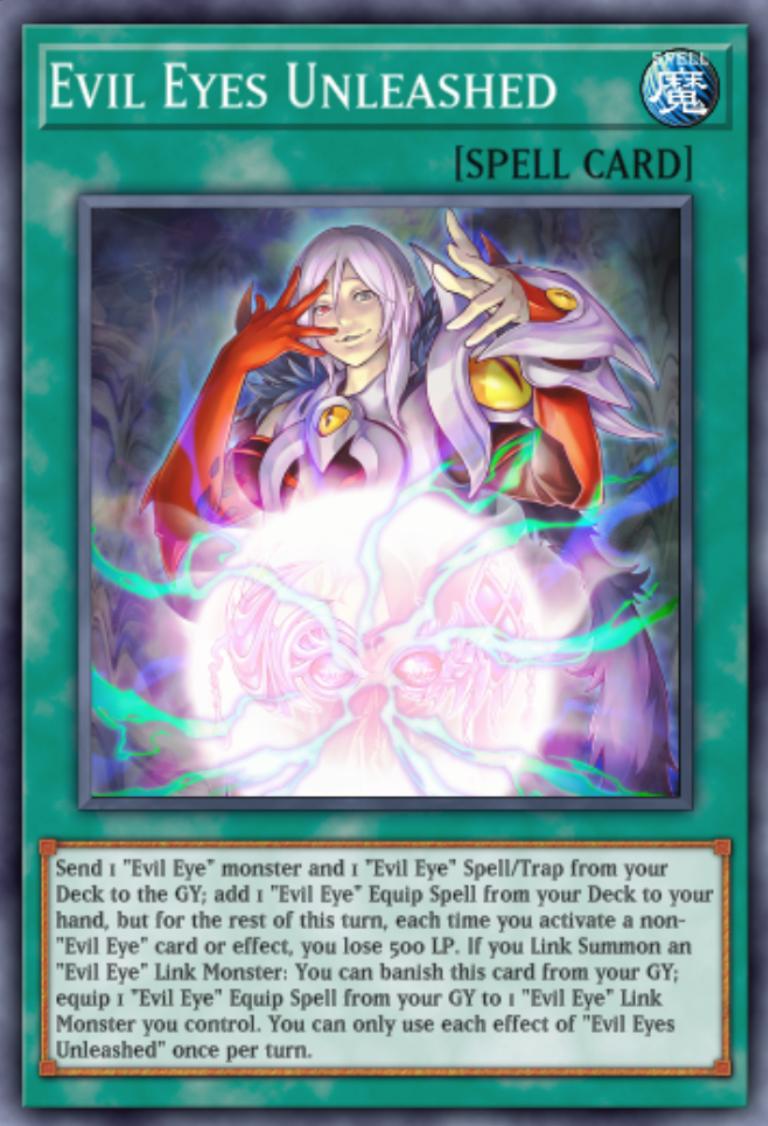 EVIL EYES UNLEASHED
SPELL
魔
[SPELL CARD]
Send 1 "Evil Eye" monster and 1 "Evil Eye" Spell/Trap from your
Deck to the GY; add 1 "Evil Eye" Equip Spell from your Deck to your
hand, but for the rest of this turn, each time you activate a non-
"Evil Eye" card or effect, you lose 500 LP. If you Link Summon an
"Evil Eye" Link Monster: You can banish this card from your GY;
equip 1 "Evil Eye" Equip Spell from your GY to 1 "Evil Eye" Link
Monster you control. You can only use each effect of "Evil Eyes
Unleashed" once per turn.